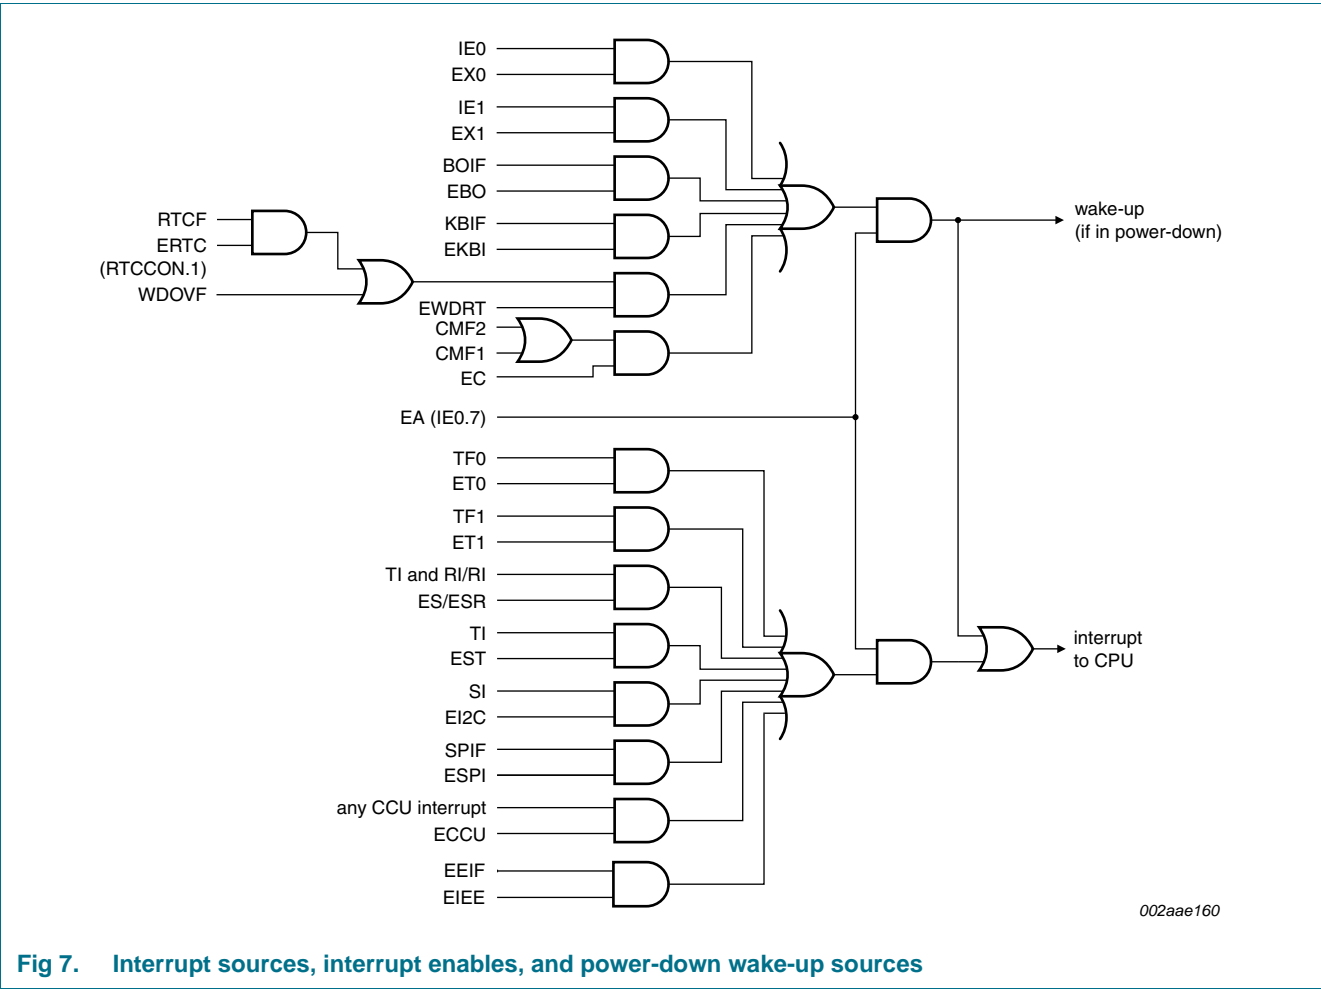 IE0
EX0
IE1
EX1
BOIF
EBO
KBIF
EKBI
RTCF
ERTC
(RTCCON.1)
WDOVF
EWDRT
CMF2
CMF1
EC
EA (IE0.7)
wake-up
(if in power-down)
TF0
ET0
TF1
ET1
TI and RI/RI
ES/ESR
TI
EST
SI
EI2C
SPIF
ESPI
any CCU interrupt
ECCU
EEIF
EIEE
interrupt
to CPU
002aae160
Fig 7. Interrupt sources, interrupt enables, and power-down wake-up sources